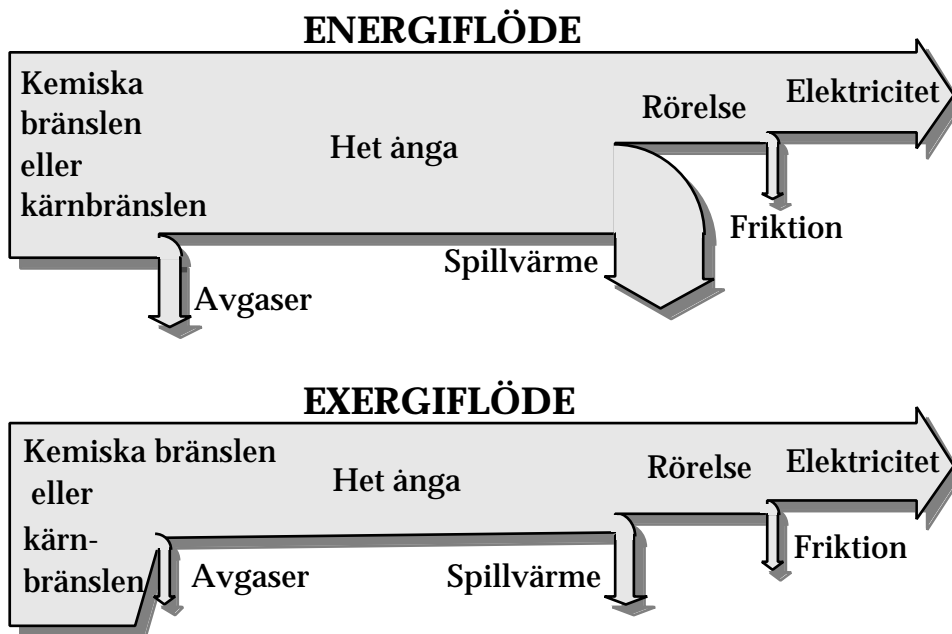 ENERGIFLÖDE
Kemiska
bränslen
eller
kärnbränslen
Het ånga
Rörelse
Elektricitet
Spillvärme
Friktion
Avgaser
EXERGIFLÖDE
Kemiska bränslen
eller
kärn-
bränslen
Het ånga
Rörelse
Elektricitet
Avgaser
Spillvärme
Friktion